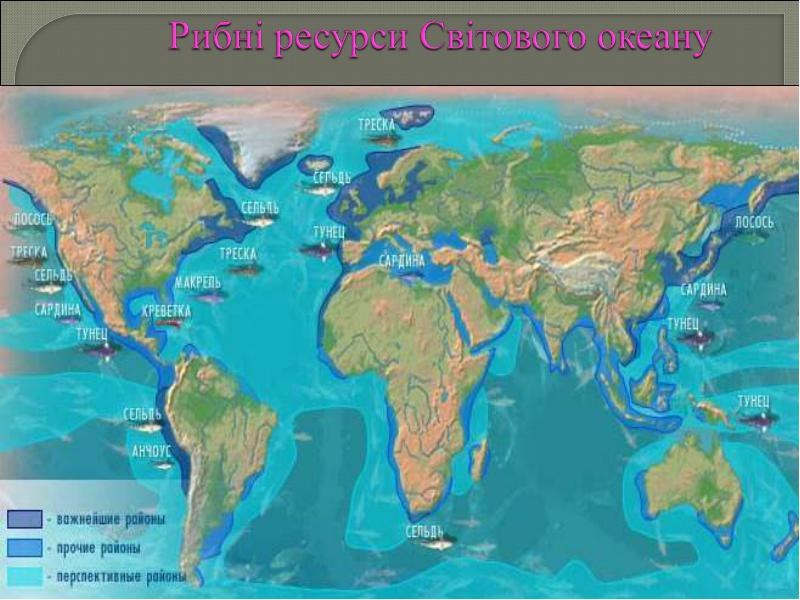 Рибні ресурси Світового океану
ТРЕСКА
СЕЛЬДЬ
СЕЛЬДЬ
ЛОСОСЬ
ЛОСОСЬ
ТУНЕЦ
ТРЕСКА
ТРЕСКА
САРДИНА
СЕЛЬДЬ
МАКРЕЛЬ
САРДИНА
САРДИНА
КРЕВЕТКА
ТУНЕЦ
ТУНЕЦ
ТУНЕЦ
СЕЛЬДЬ
АНЧОУС
- важнейшие районы
СЕЛЬДЬ
- прочие районы
- перспективные районы